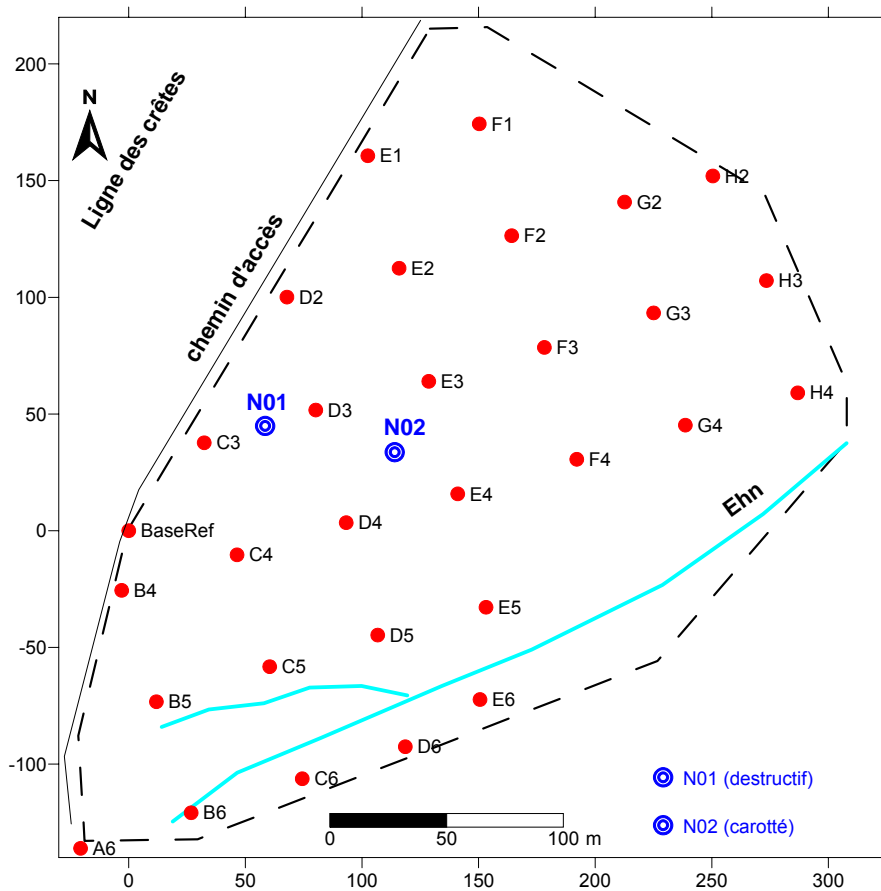 200
150
100
50
0
-50
-100
N
Ligne des crêtes
chemin d'accès
F1
E1
H2
G2
F2
E2
H3
D2
G3
F3
E3
H4
N01
D3
N02
G4
C3
F4
Ehn
E4
D4
BaseRef
C4
B4
E5
D5
C5
B5
E6
D6
C6
N01 (destructif)
B6
N02 (carotté)
0 50 100 m
A6
0 50 100 150 200 250 300